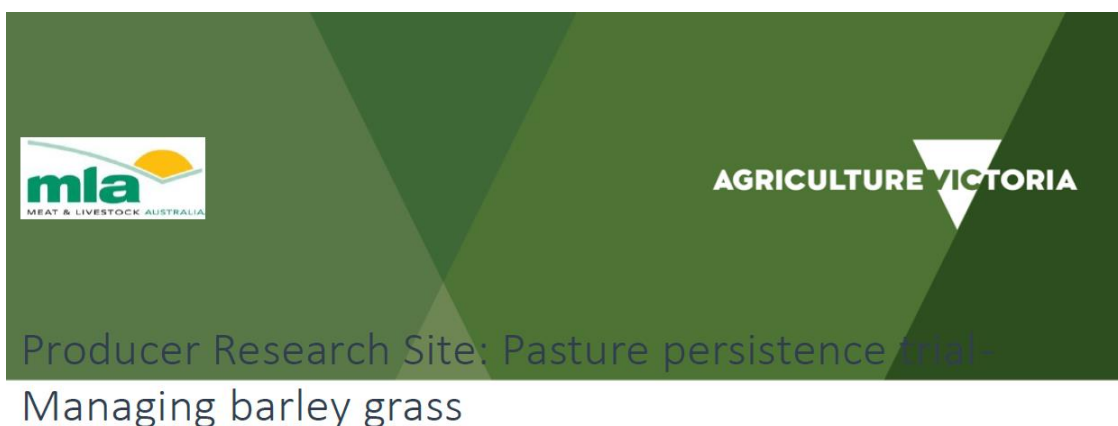 mla
MEAT & LIVESTOCK AUSTRALIA
AGRICULTURE VICTORIA
Producer Research Site: Pasture persistence trial-
Managing barley grass